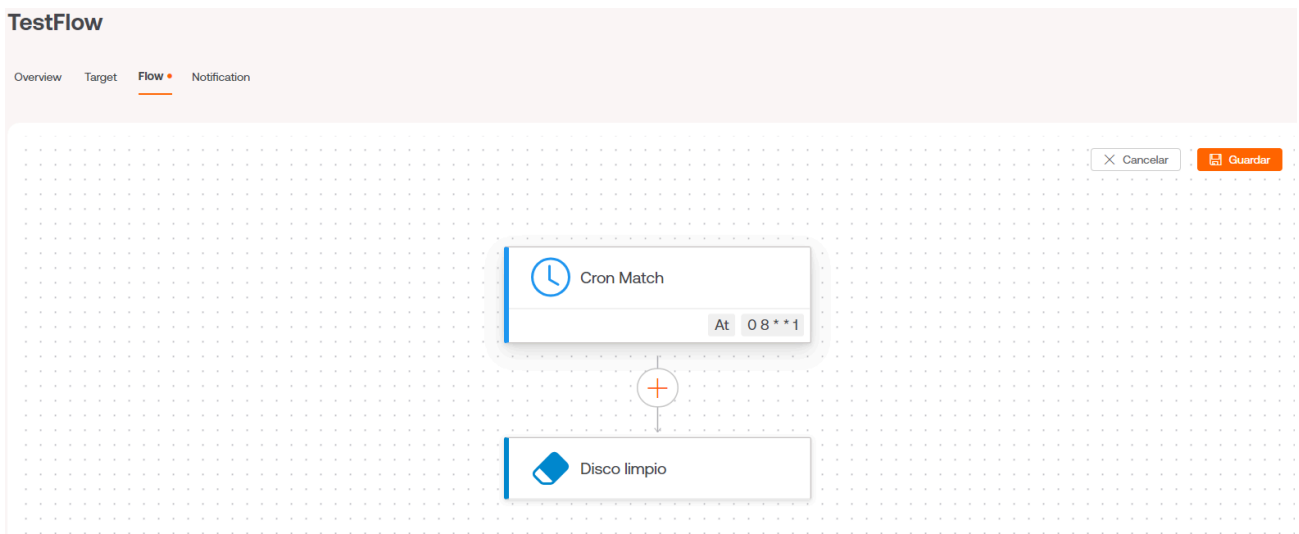 TestFlow
Overview Target Flow Notification
Cancelar Guardar
Cron Match
At 0 8 * * 1
Disco limpio